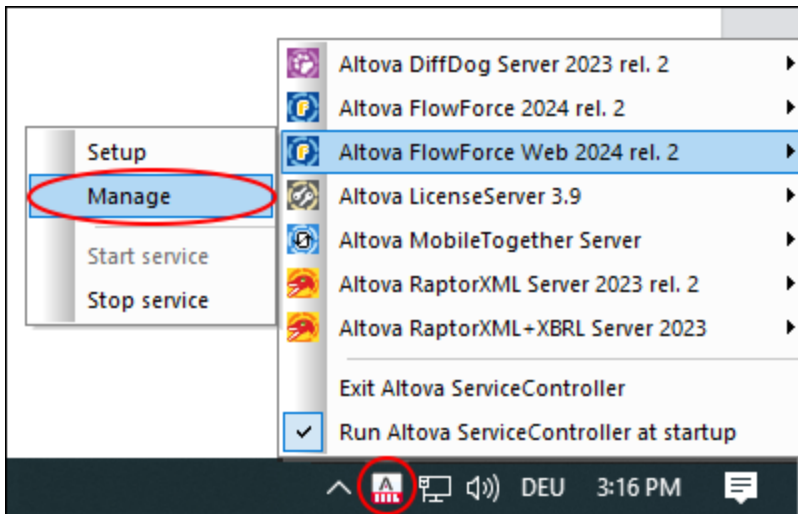 Altova DiffDog Server 2023 rel. 2
Altova FlowForce 2024 rel. 2
Altova FlowForce Web 2024 rel. 2
Altova LicenseServer 3.9
Altova MobileTogether Server
Altova RaptorXML Server 2023 rel. 2
Altova RaptorXML+XBRL Server 2023
Exit Altova ServiceController
Run Altova ServiceController at startup
Setup
Manage
Start service
Stop service
A
DEU
3:16 PM